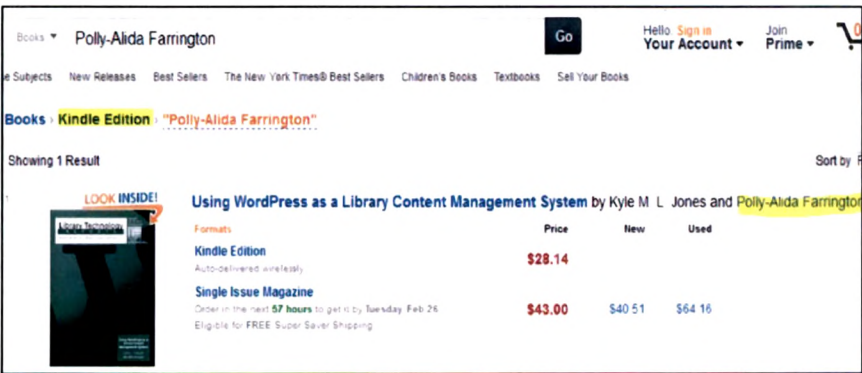 Books Polly-Alida Farrington Go Hello. Sign in Your Account Join Prime 0
e Subjects New Releases Best Sellers The New York Times® Best Sellers Children's Books Textbooks Sell Your Books
Books › Kindle Edition › "Polly-Alida Farrington"
Showing 1 Result Sort by
1 LOOK INSIDE!
Library Technology
Using WordPress as a Library Content Management System by Kyle M L Jones and Polly-Alida Farrington
Formats Price New Used
Kindle Edition $28.14
Auto-delivered wirelessly
Single Issue Magazine $43.00 $40 51 $64 16
Order in the next 57 hours to get it by Tuesday Feb 26
Eligible for FREE Super Saver Shipping